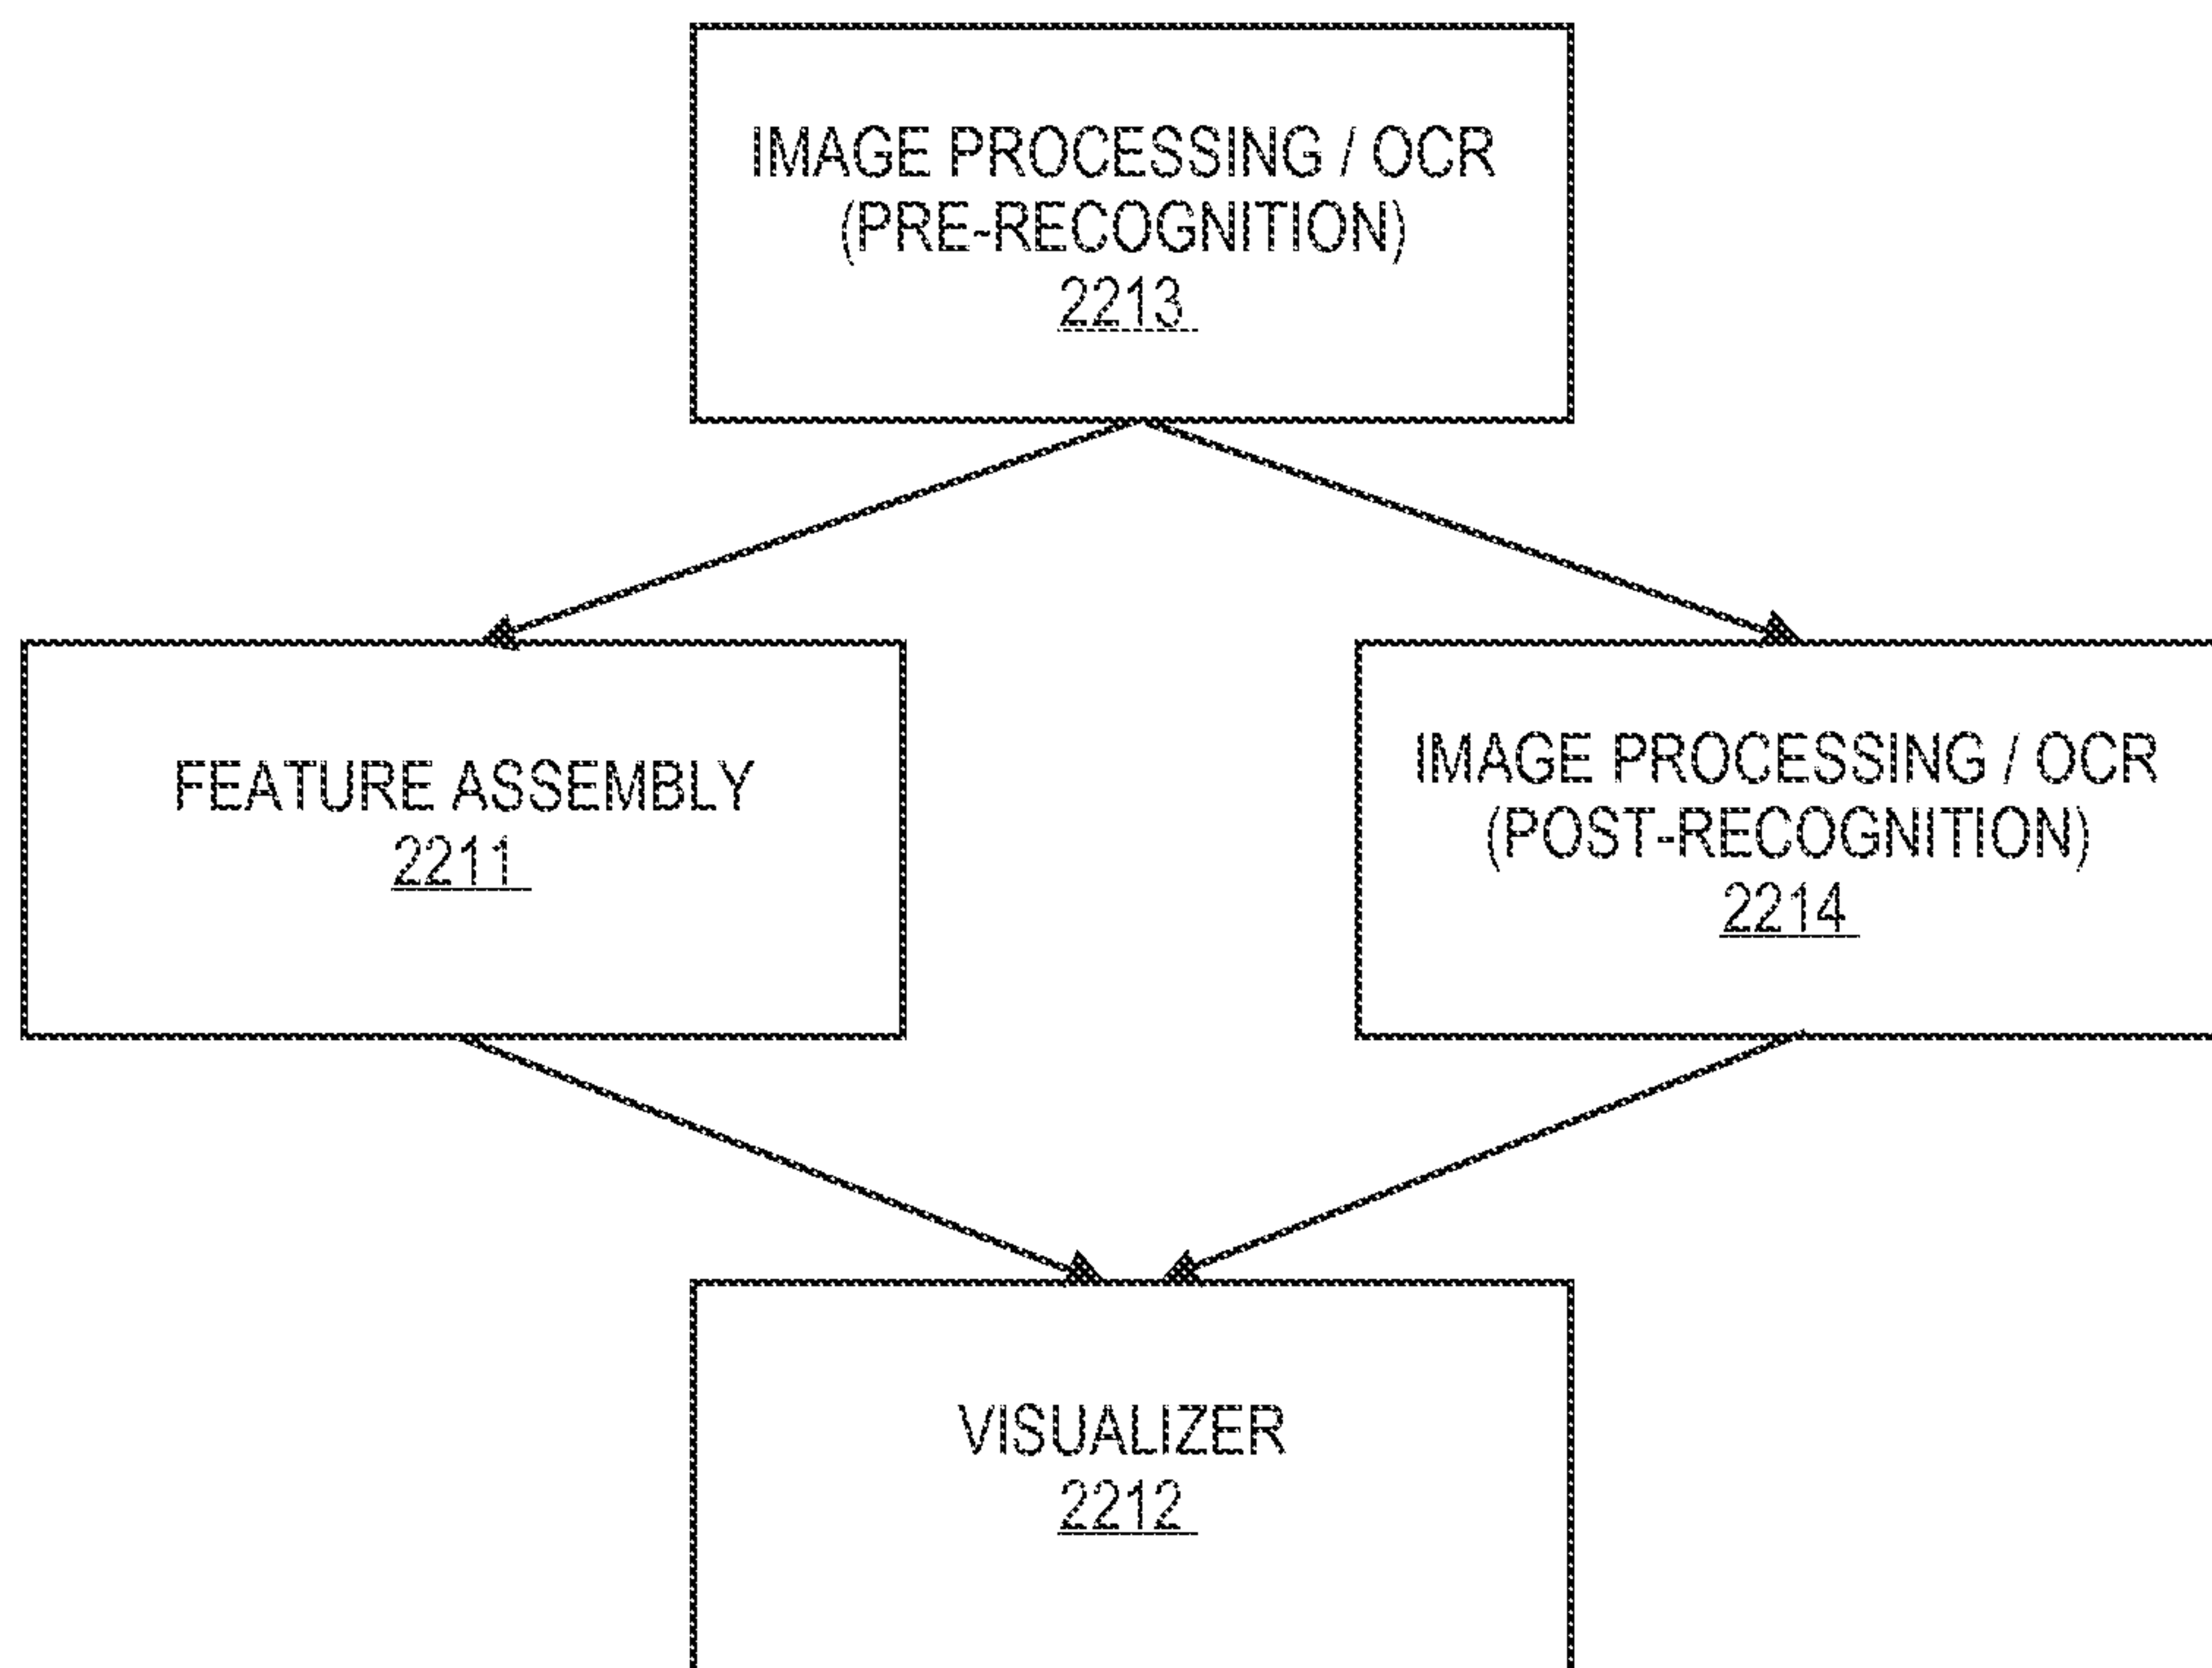 IMAGE PROCESSING / OCR
(PRE-RECOGNITION)
2213
FEATURE ASSEMBLY
2211
IMAGE PROCESSING / OCR
(POST-RECOGNITION)
2214
VISUALIZER
2212